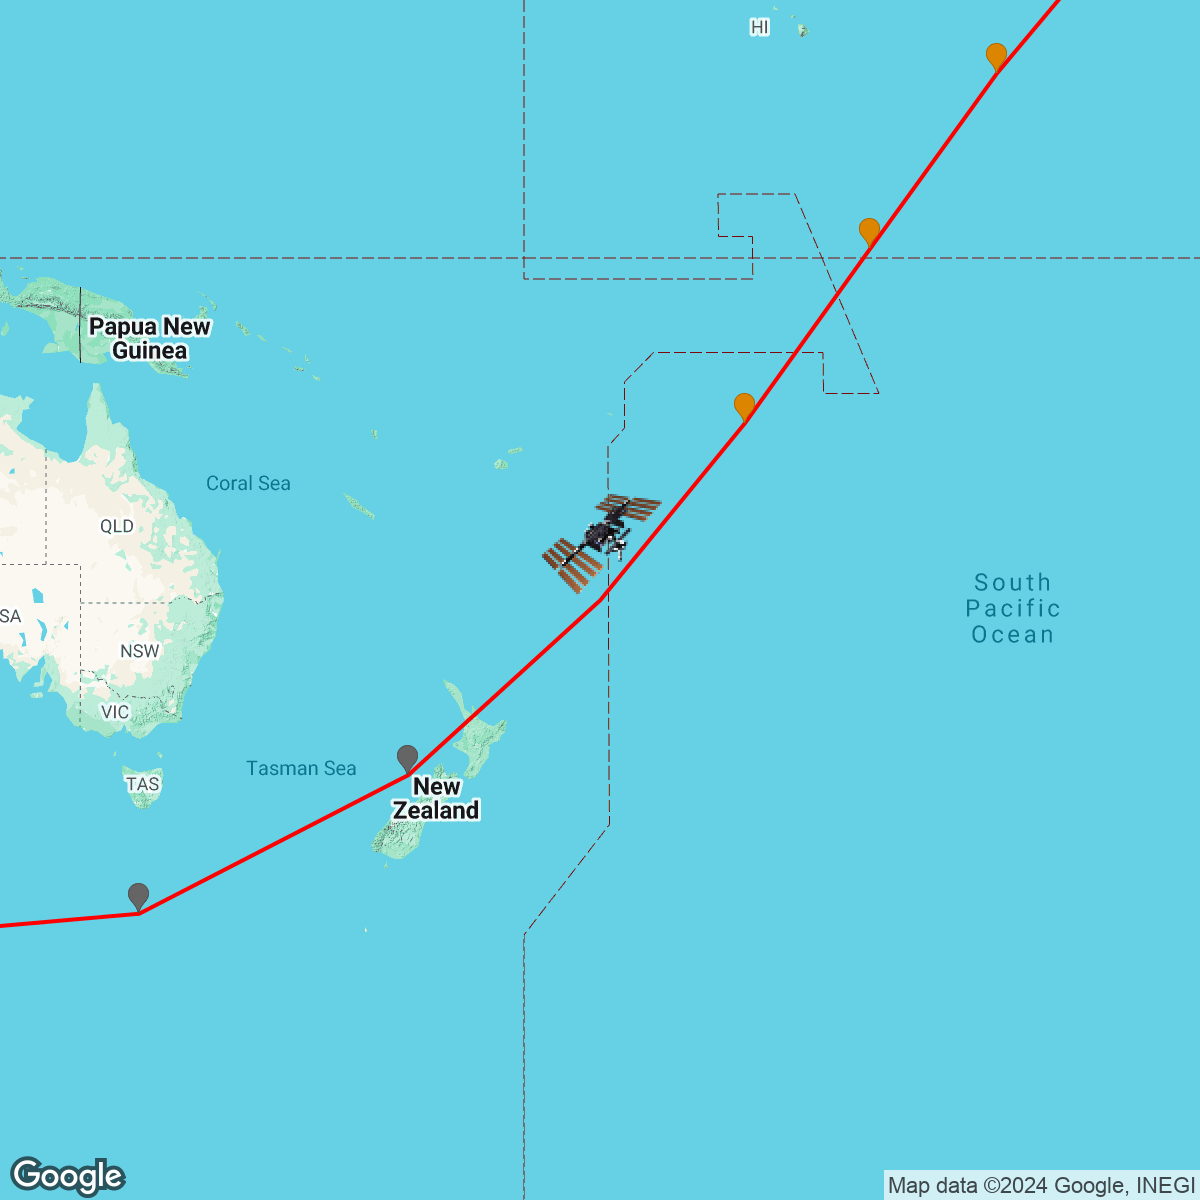 HI
Papua New
Guinea
Coral Sea
QLD
South
Pacific
Ocean
SA
NSW
VIC
Tasman Sea
TAS
New
Zealand
Google
Map data ©2024 Google, INEGI